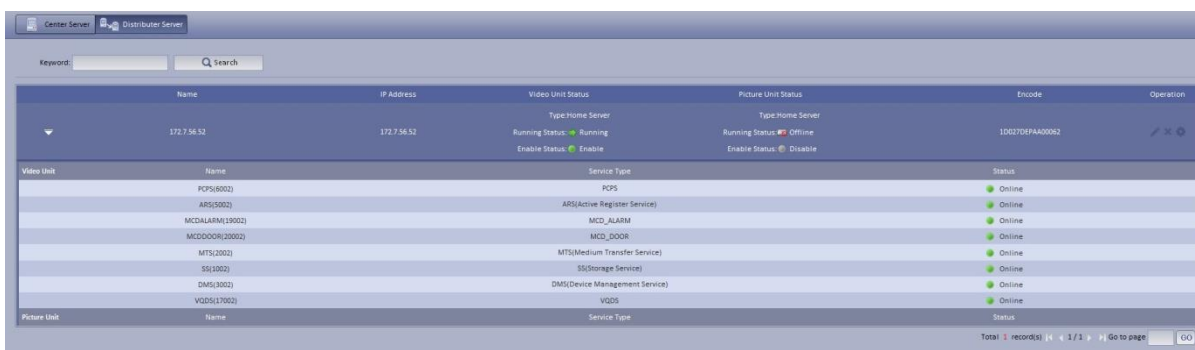 Center Server Distributer Server
Keyword: Search
Name IP Address Video Unit Status Picture Unit Status Encode Operation
Type:Home Server Type:Home Server
172.7.56.52 172.7.56.52 Running Status: Running Running Status: Offline 1D027DEPAA00062
Enable Status: Enable Enable Status: Disable
Video Unit Name Service Type Status
PCPS(6002) PCPS Online
ARS(5002) ARS(Active Register Service) Online
MCDALARM(19002) MCD_ALARM Online
MCDDOOR(20002) MCD_DOOR Online
MTS(2002) MTS(Medium Transfer Service) Online
SS(1002) SS(Storage Service) Online
DMS(3002) DMS(Device Management Service) Online
VQDS(17002) VQDS Online
Picture Unit Name Service Type Status
Total 1 record(s) 1/1 Go to page GO